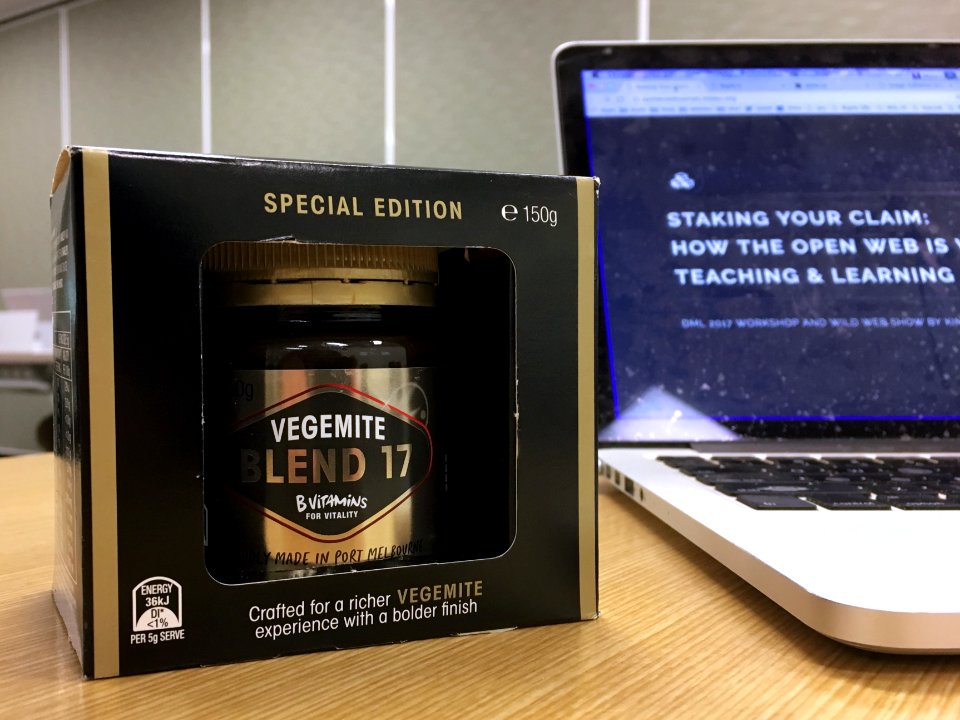 SPECIAL EDITION
℮ 150g
VEGEMITE
BLEND 17
B VITAMINS
FOR VITALITY
MADE IN PORT MELBOURNE
Crafted for a richer VEGEMITE
experience with a bolder finish
ENERGY
36kJ
DI*
<1%
PER 5g SERVE
STAKING YOUR CLAIM:
HOW THE OPEN WEB IS
TEACHING & LEARNING
DML 2017 WORKSHOP AND WILD WEB SHOW BY